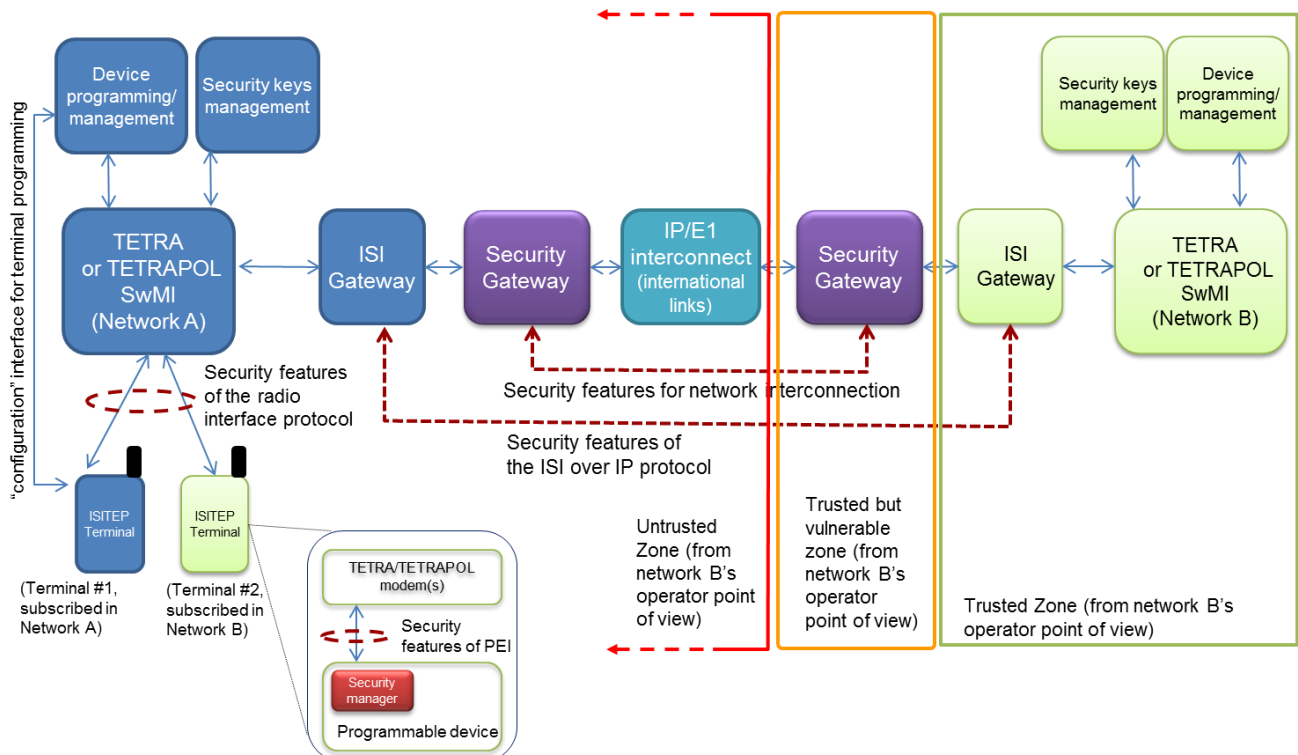 "configuration" interface for terminal programming
Device
programming/
management
Security keys
management
Security keys
management
Device
programming/
management
TETRA
or TETRAPOL
SwMI
(Network A)
ISI
Gateway
Security
Gateway
IP/E1
interconnect
(international
links)
Security
Gateway
ISI
Gateway
TETRA
or TETRAPOL
SwMI
(Network B)
Security features
of the radio
interface protocol
Security features for network interconnection
Security features of
the ISI over IP protocol
ISITEP
Terminal
ISITEP
Terminal
(Terminal #1,
subscribed in
Network A)
(Terminal #2,
subscribed in
Network B)
TETRA/TETRAPOL
modem(s)
Security
features of PEI
Security
manager
Programmable device
Untrusted
Zone (from
network B's
operator point
of view)
Trusted but
vulnerable
zone (from
network B's
operator
point of
view)
Trusted Zone (from network B's
operator point of view)